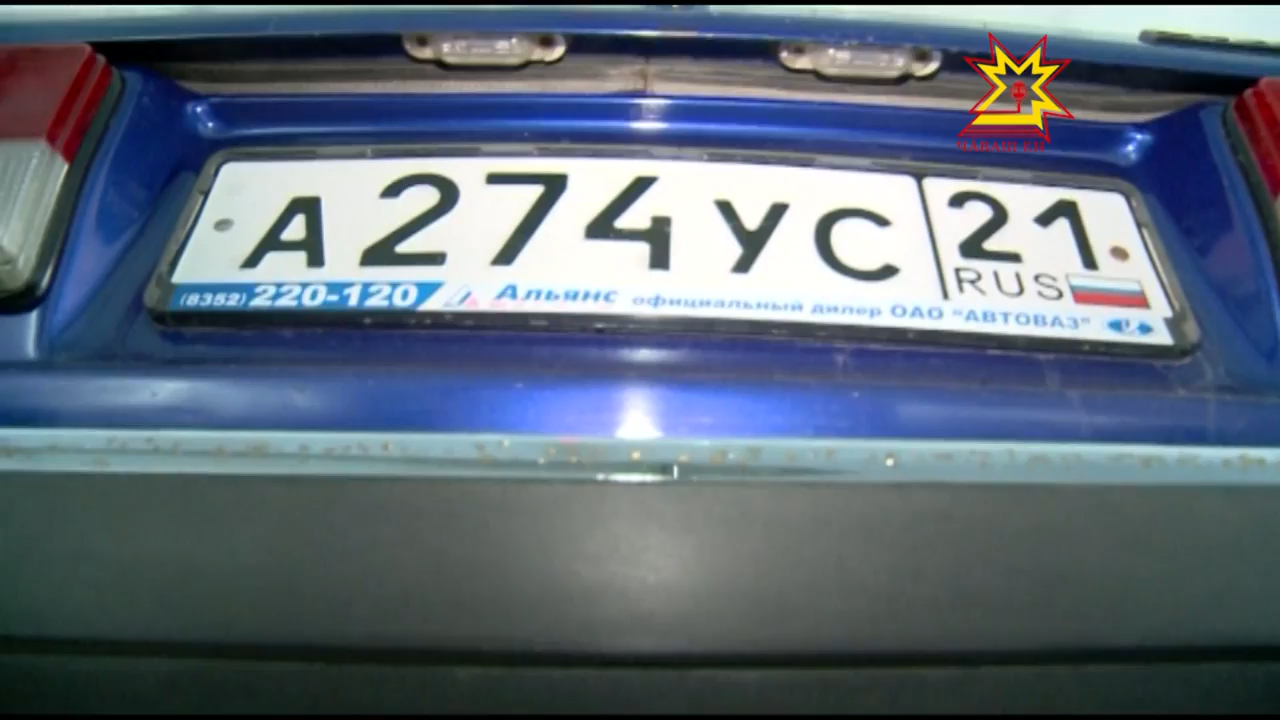 А274УС 21
RUS
(8352) 220-120 Альянс официальный дилер ОАО "АВТОВАЗ"